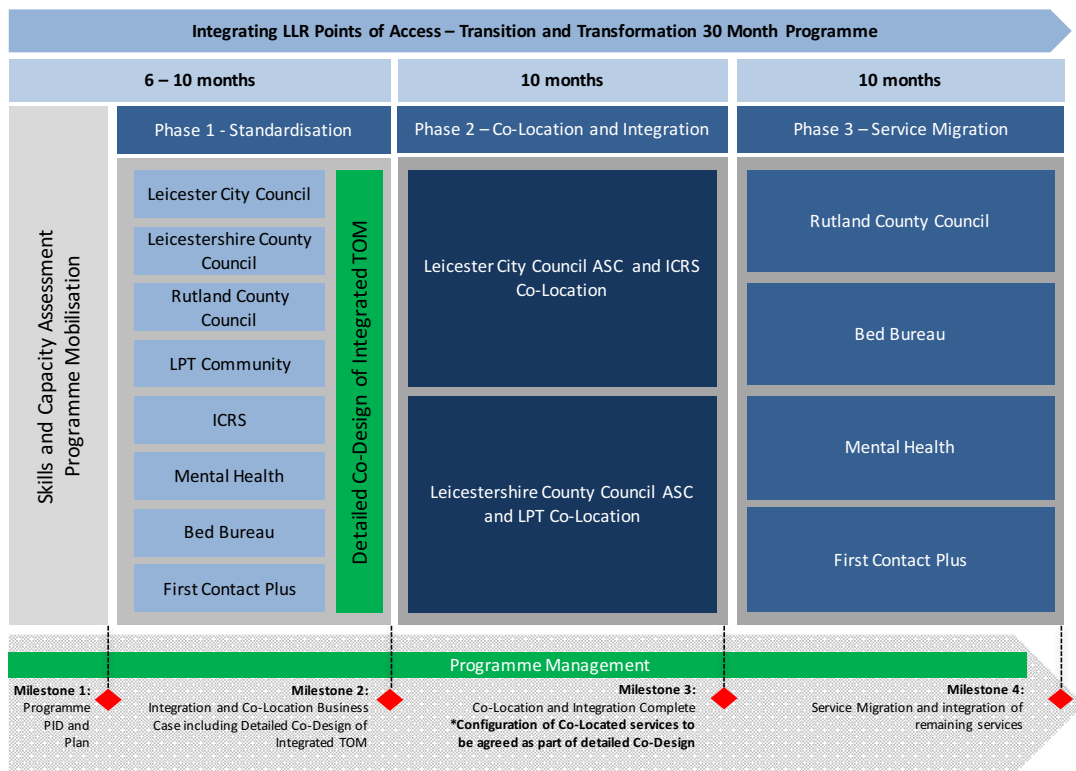 Integrating LLR Points of Access – Transition and Transformation 30 Month Programme
6 – 10 months
10 months
10 months
Skills and Capacity Assessment
Programme Mobilisation
Phase 1 - Standardisation
Leicester City Council
Leicestershire County
Council
Rutland County
Council
LPT Community
ICRS
Mental Health
Bed Bureau
First Contact Plus
Detailed Co-Design of Integrated TOM
Phase 2 – Co-Location and Integration
Leicester City Council ASC and ICRS
Co-Location
Leicestershire County Council ASC
and LPT Co-Location
Phase 3 – Service Migration
Rutland County Council
Bed Bureau
Mental Health
First Contact Plus
Programme Management
Milestone 1:
Programme
PID and
Plan
Milestone 2:
Integration and Co-Location Business
Case including Detailed Co-Design of
Integrated TOM
Milestone 3:
Co-Location and Integration Complete
*Configuration of Co-Located services to
be agreed as part of detailed Co-Design
Milestone 4:
Service Migration and integration of
remaining services